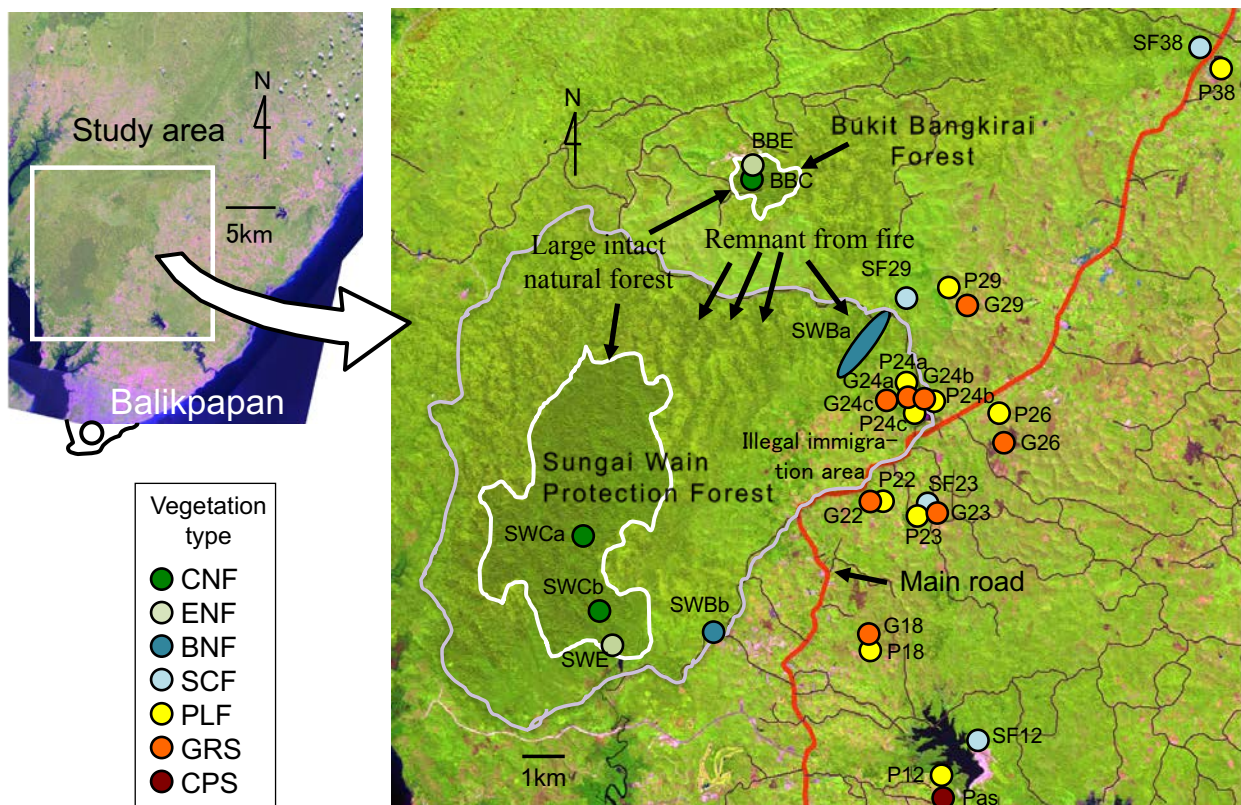 N
Study area
5km
Balikpapan
Vegetation
type
CNF
ENF
BNF
SCF
PLF
GRS
CPS
SF38
P38
N
Bukit Bangkirai
Forest
BBE
BBC
Large intact
natural forest
Remnant from fire
SF29
P29
G29
SWBa
P24a
G24a
G24b
G24c
P24b
P24c
P26
G26
Illegal immigra-
tion area
Sungai Wain
Protection Forest
P22
SF23
G22
G23
P23
SWCa
Main road
SWCb
SWBb
G18
SWE
P18
SF12
1km
P12
Pas